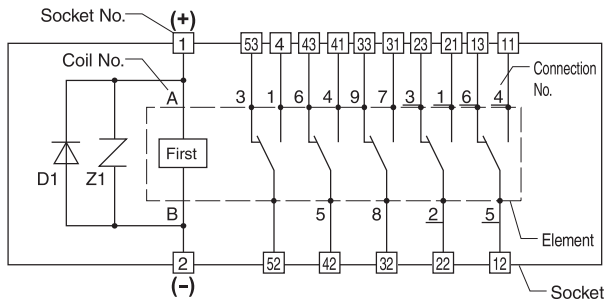 Socket No. (+)
1 53 4 43 41 33 31 23 21 13 11
Coil No.
Connection
No.
A 3 1 6 4 9 7 3 1 6 4
First
D1 Z1
B 5 8 2 5
Element
2 52 42 32 22 12
(−)
Socket